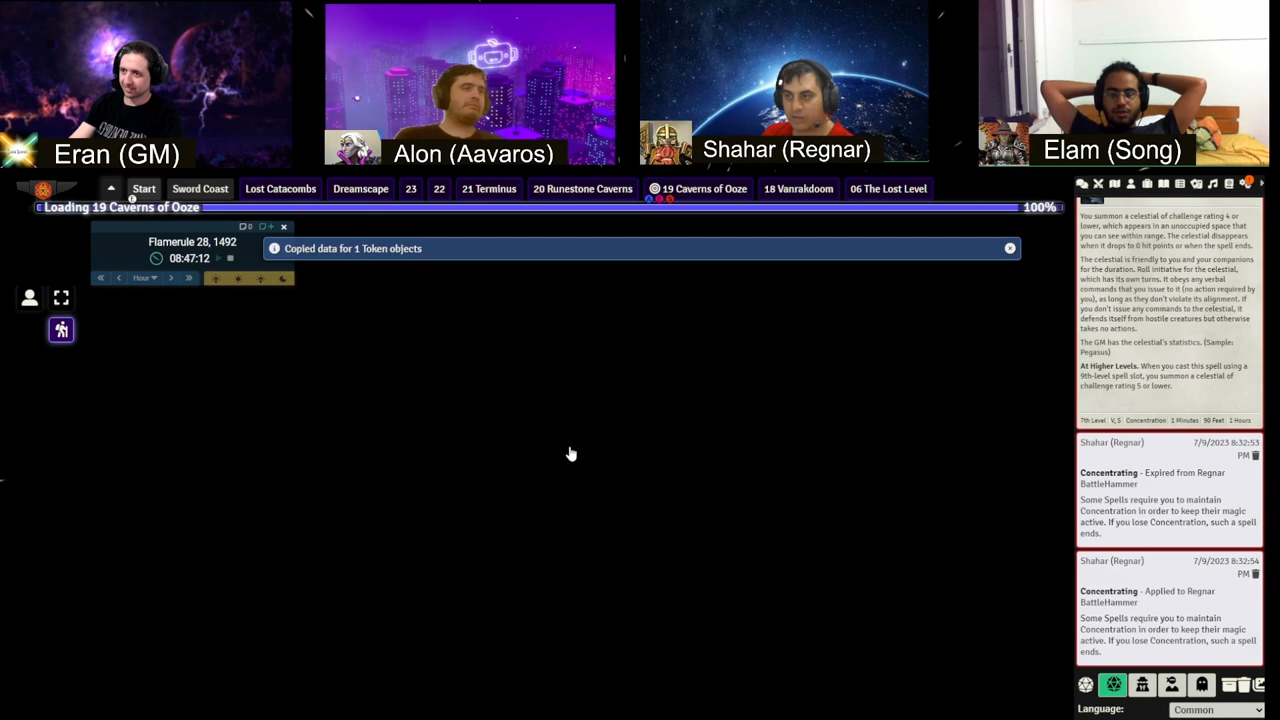 Eran (GM)
Alon (Aavaros)
Shahar (Regnar)
Elam (Song)
Start
Sword Coast
Lost Catacombs
Dreamscape
23
22
21 Terminus
20 Runestone Caverns
19 Caverns of Ooze
18 Vanrakdoom
06 The Lost Level
Loading 19 Caverns of Ooze
100%
Flamerule 28, 1492
08:47:12
Hour
Copied data for 1 Token objects
You summon a celestial of challenge rating 4 or
lower, which appears in an unoccupied space that
you can see within range. The celestial disappears
when it drops to 0 hit points or when the spell ends.
The celestial is friendly to you and your companions
for the duration. Roll initiative for the celestial,
which has its own turns. It obeys any verbal
commands that you issue to it (no action required by
you), as long as they don't violate its alignment. If
you don't issue any commands to the celestial, it
defends itself from hostile creatures but otherwise
takes no actions.
The GM has the celestial's statistics. (Sample:
Pegasus)
At Higher Levels. When you cast this spell using a
9th-level spell slot, you summon a celestial of
challenge rating 5 or lower.
7th Level V, S Concentration 1 Minutes 90 Feet 1 Hours
Shahar (Regnar) 7/9/2023 8:32:53
PM
Concentrating - Expired from Regnar
BattleHammer
Some Spells require you to maintain
Concentration in order to keep their magic
active. If you lose Concentration, such a spell
ends.
Shahar (Regnar) 7/9/2023 8:32:54
PM
Concentrating - Applied to Regnar
BattleHammer
Some Spells require you to maintain
Concentration in order to keep their magic
active. If you lose Concentration, such a spell
ends.
Language: Common